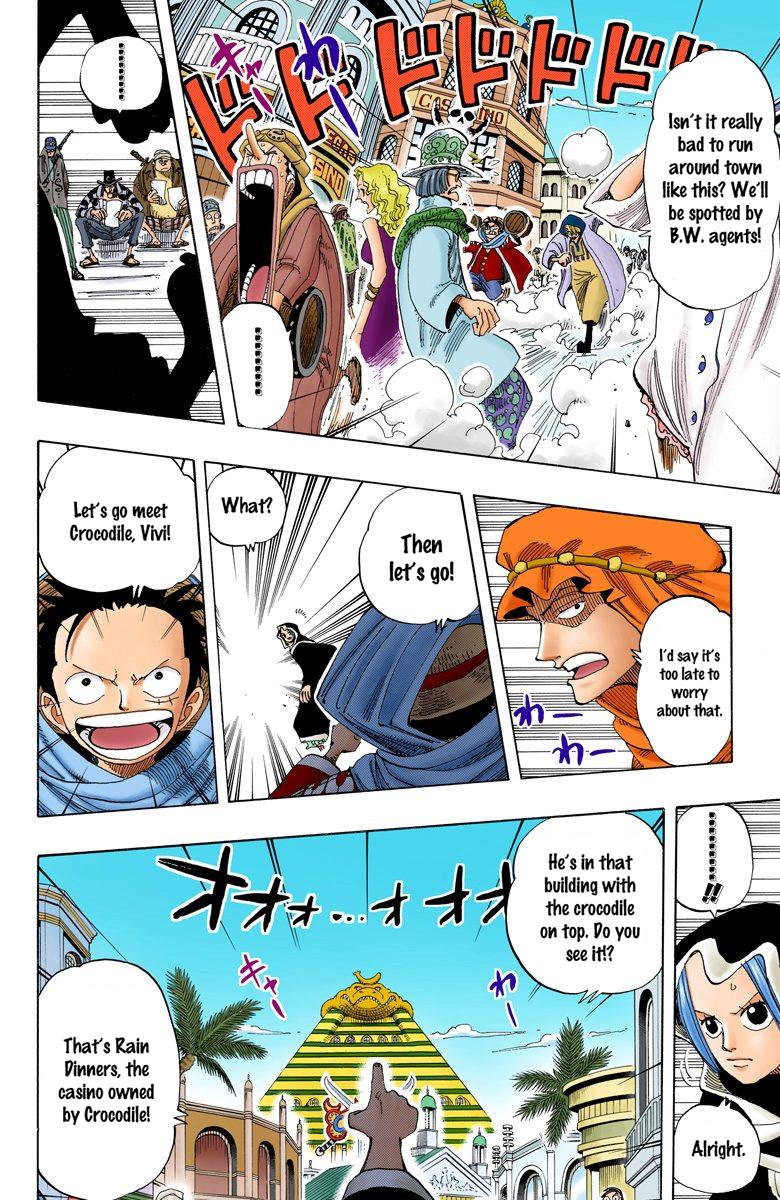 Isn't it really
bad to run
around town
like this? We'll
be spotted by
B.W. agents!
ドドドドドド
わー
キャー
CASINO
SINO
I'd say it's
too late to
worry
about that.
わー
わー
Then
let's go!
What?
Let's go meet
Crocodile, Vivi!
!!
Alright.
He's in that
building with
the crocodile
on top. Do you
see it!?
オオォ...ォオオ
わー
キャー
That's Rain
Dinners, the
casino owned
by Crocodile!